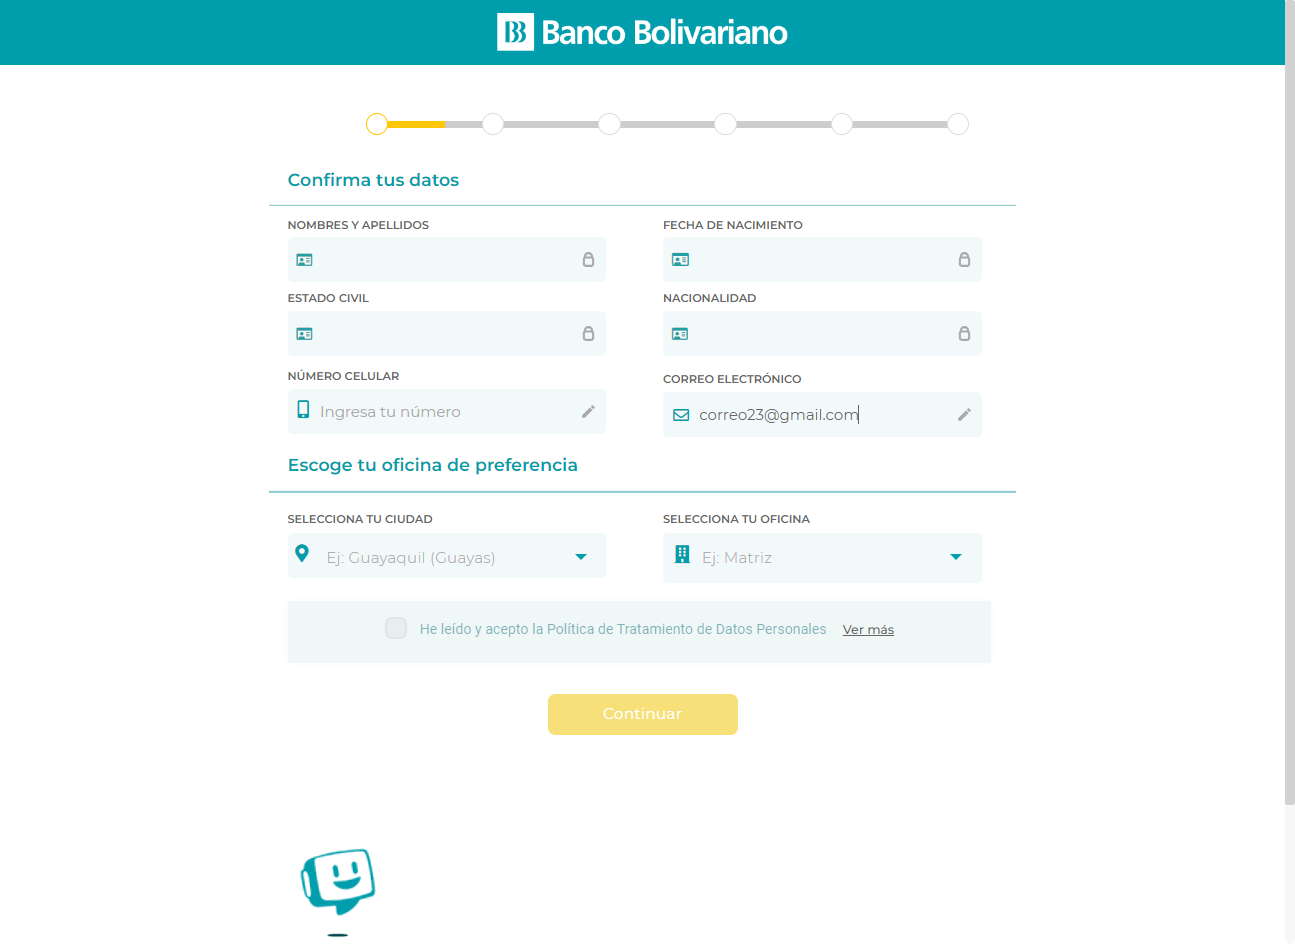 Banco Bolivariano
Confirma tus datos
NOMBRES Y APELLIDOS
FECHA DE NACIMIENTO
ESTADO CIVIL
NACIONALIDAD
NÚMERO CELULAR
Ingresa tu número
CORREO ELECTRÓNICO
correo23@gmail.com
Escoge tu oficina de preferencia
SELECCIONA TU CIUDAD
Ej: Guayaquil (Guayas)
SELECCIONA TU OFICINA
Ej: Matriz
He leído y acepto la Política de Tratamiento de Datos Personales Ver más
Continuar